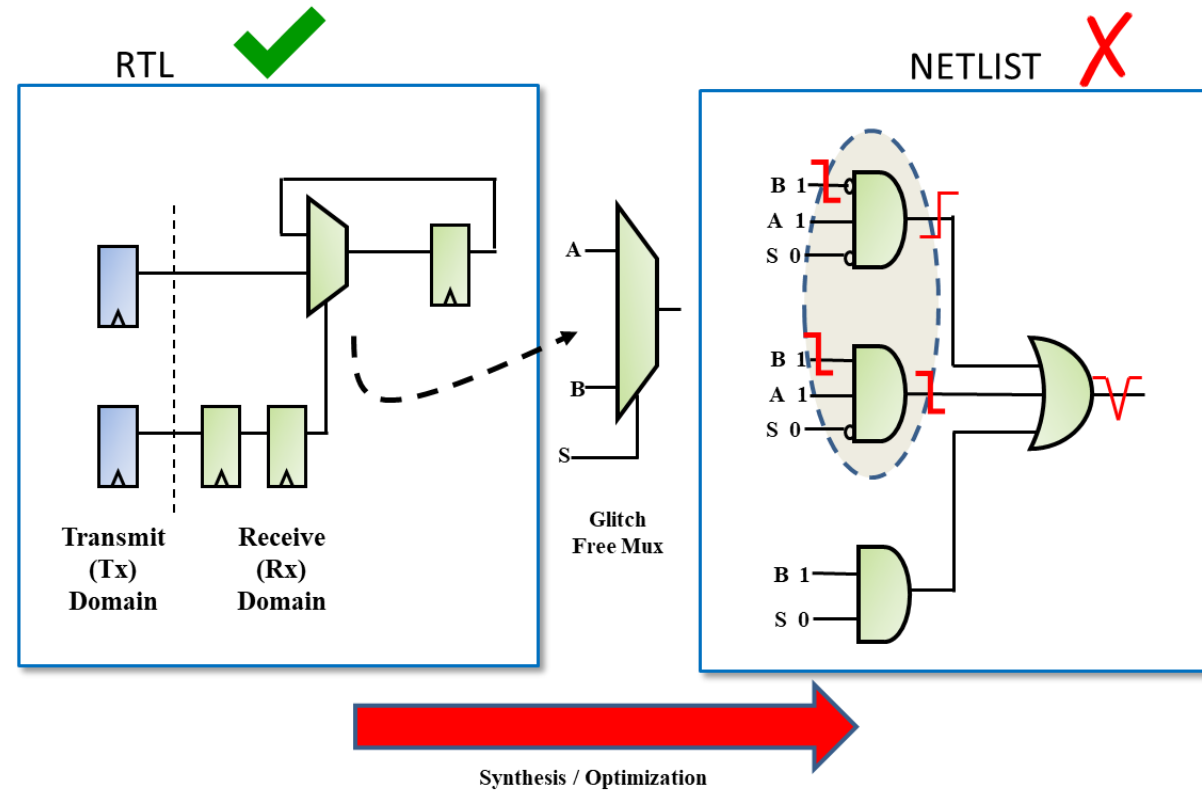 RTL
NETLIST
A
B
S
Glitch
Free Mux
Transmit
(Tx)
Domain
Receive
(Rx)
Domain
B 1
A 1
S 0
B 1
A 1
S 0
B 1
S 0
Synthesis / Optimization